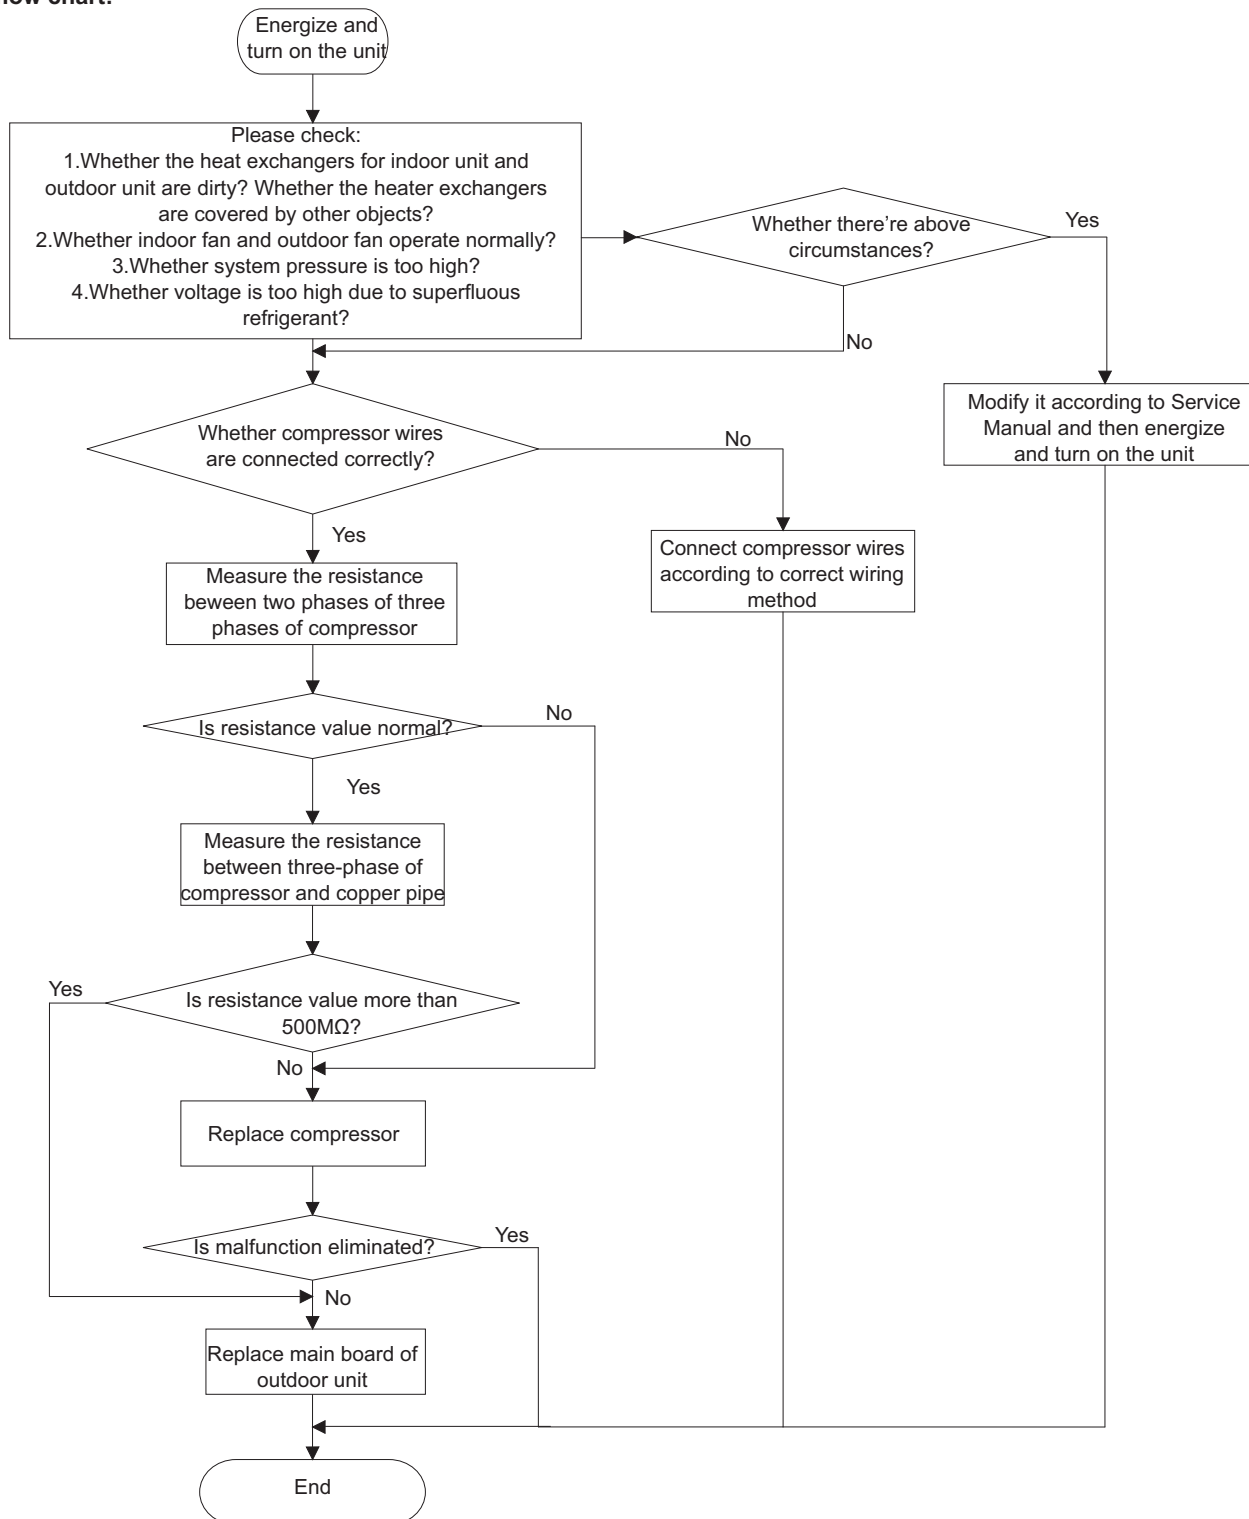 low chart:
Energize and
turn on the unit
Please check:
1.Whether the heat exchangers for indoor unit and
outdoor unit are dirty? Whether the heater exchangers
are covered by other objects?
2.Whether indoor fan and outdoor fan operate normally?
3.Whether system pressure is too high?
4.Whether voltage is too high due to superfluous
refrigerant?
Whether there’re above
circumstances?
Yes
No
Modify it according to Service
Manual and then energize
and turn on the unit
Whether compressor wires
are connected correctly?
No
Yes
Connect compressor wires
according to correct wiring
method
Measure the resistance
beween two phases of three
phases of compressor
Is resistance value normal?
No
Yes
Measure the resistance
between three-phase of
compressor and copper pipe
Yes
Is resistance value more than
500MΩ?
No
Replace compressor
Is malfunction eliminated?
Yes
No
Replace main board of
outdoor unit
End